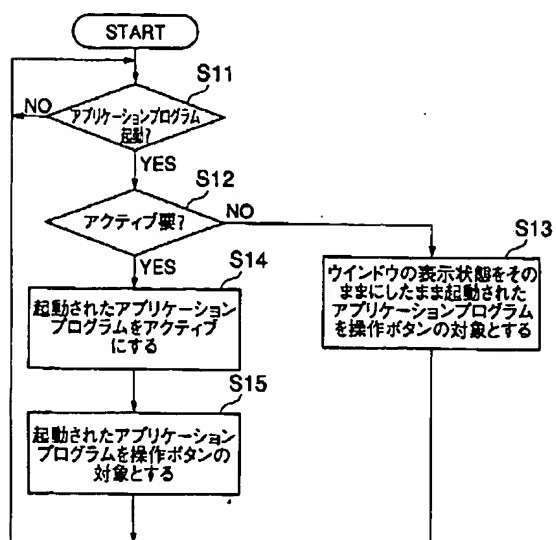 START
S11
アプリケーションプログラム
起動?
NO
YES
S12
アクティブ要?
NO
YES
S13
ウインドウの表示状態をその
ままにしたまま起動された
アプリケーションプログラム
を操作ボタンの対象とする
S14
起動されたアプリケーション
プログラムをアクティブ
にする
S15
起動されたアプリケーション
プログラムを操作ボタンの
対象とする